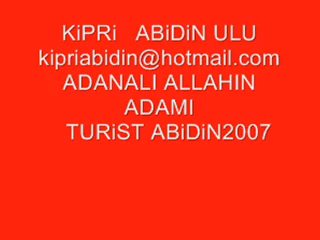 KiPRi   ABiDiN ULU
kipriabidin@hotmail.com
ADANALI ALLAHIN
ADAMI
TURiST ABiDiN2007